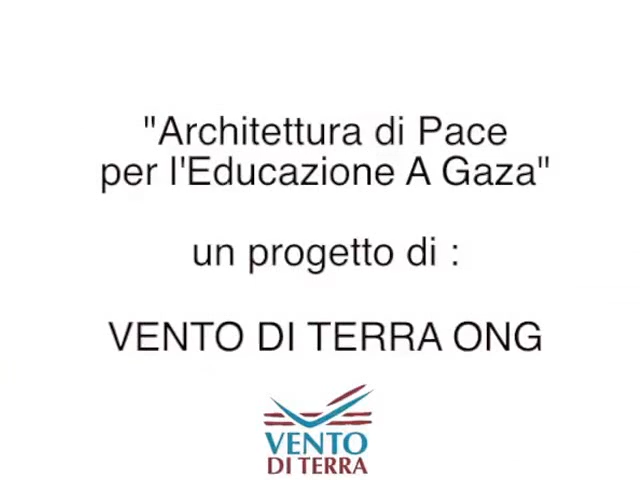 "Architettura di Pace
per l'Educazione A Gaza"
un progetto di :
VENTO DI TERRA ONG
VENTO
DI TERRA